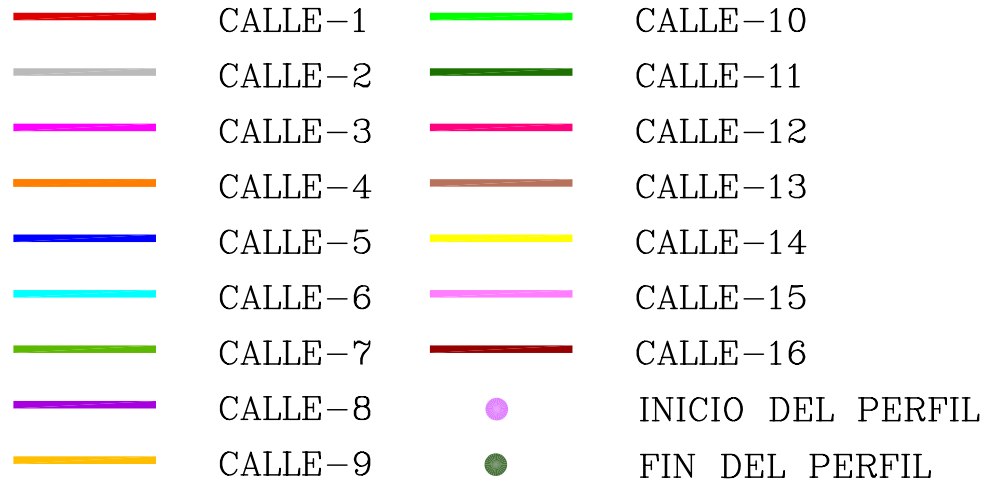 CALLE-1
CALLE-2
CALLE-3
CALLE-4
CALLE-5
CALLE-6
CALLE-7
CALLE-8
CALLE-9
CALLE-10
CALLE-11
CALLE-12
CALLE-13
CALLE-14
CALLE-15
CALLE-16
INICIO DEL PERFIL
FIN DEL PERFIL